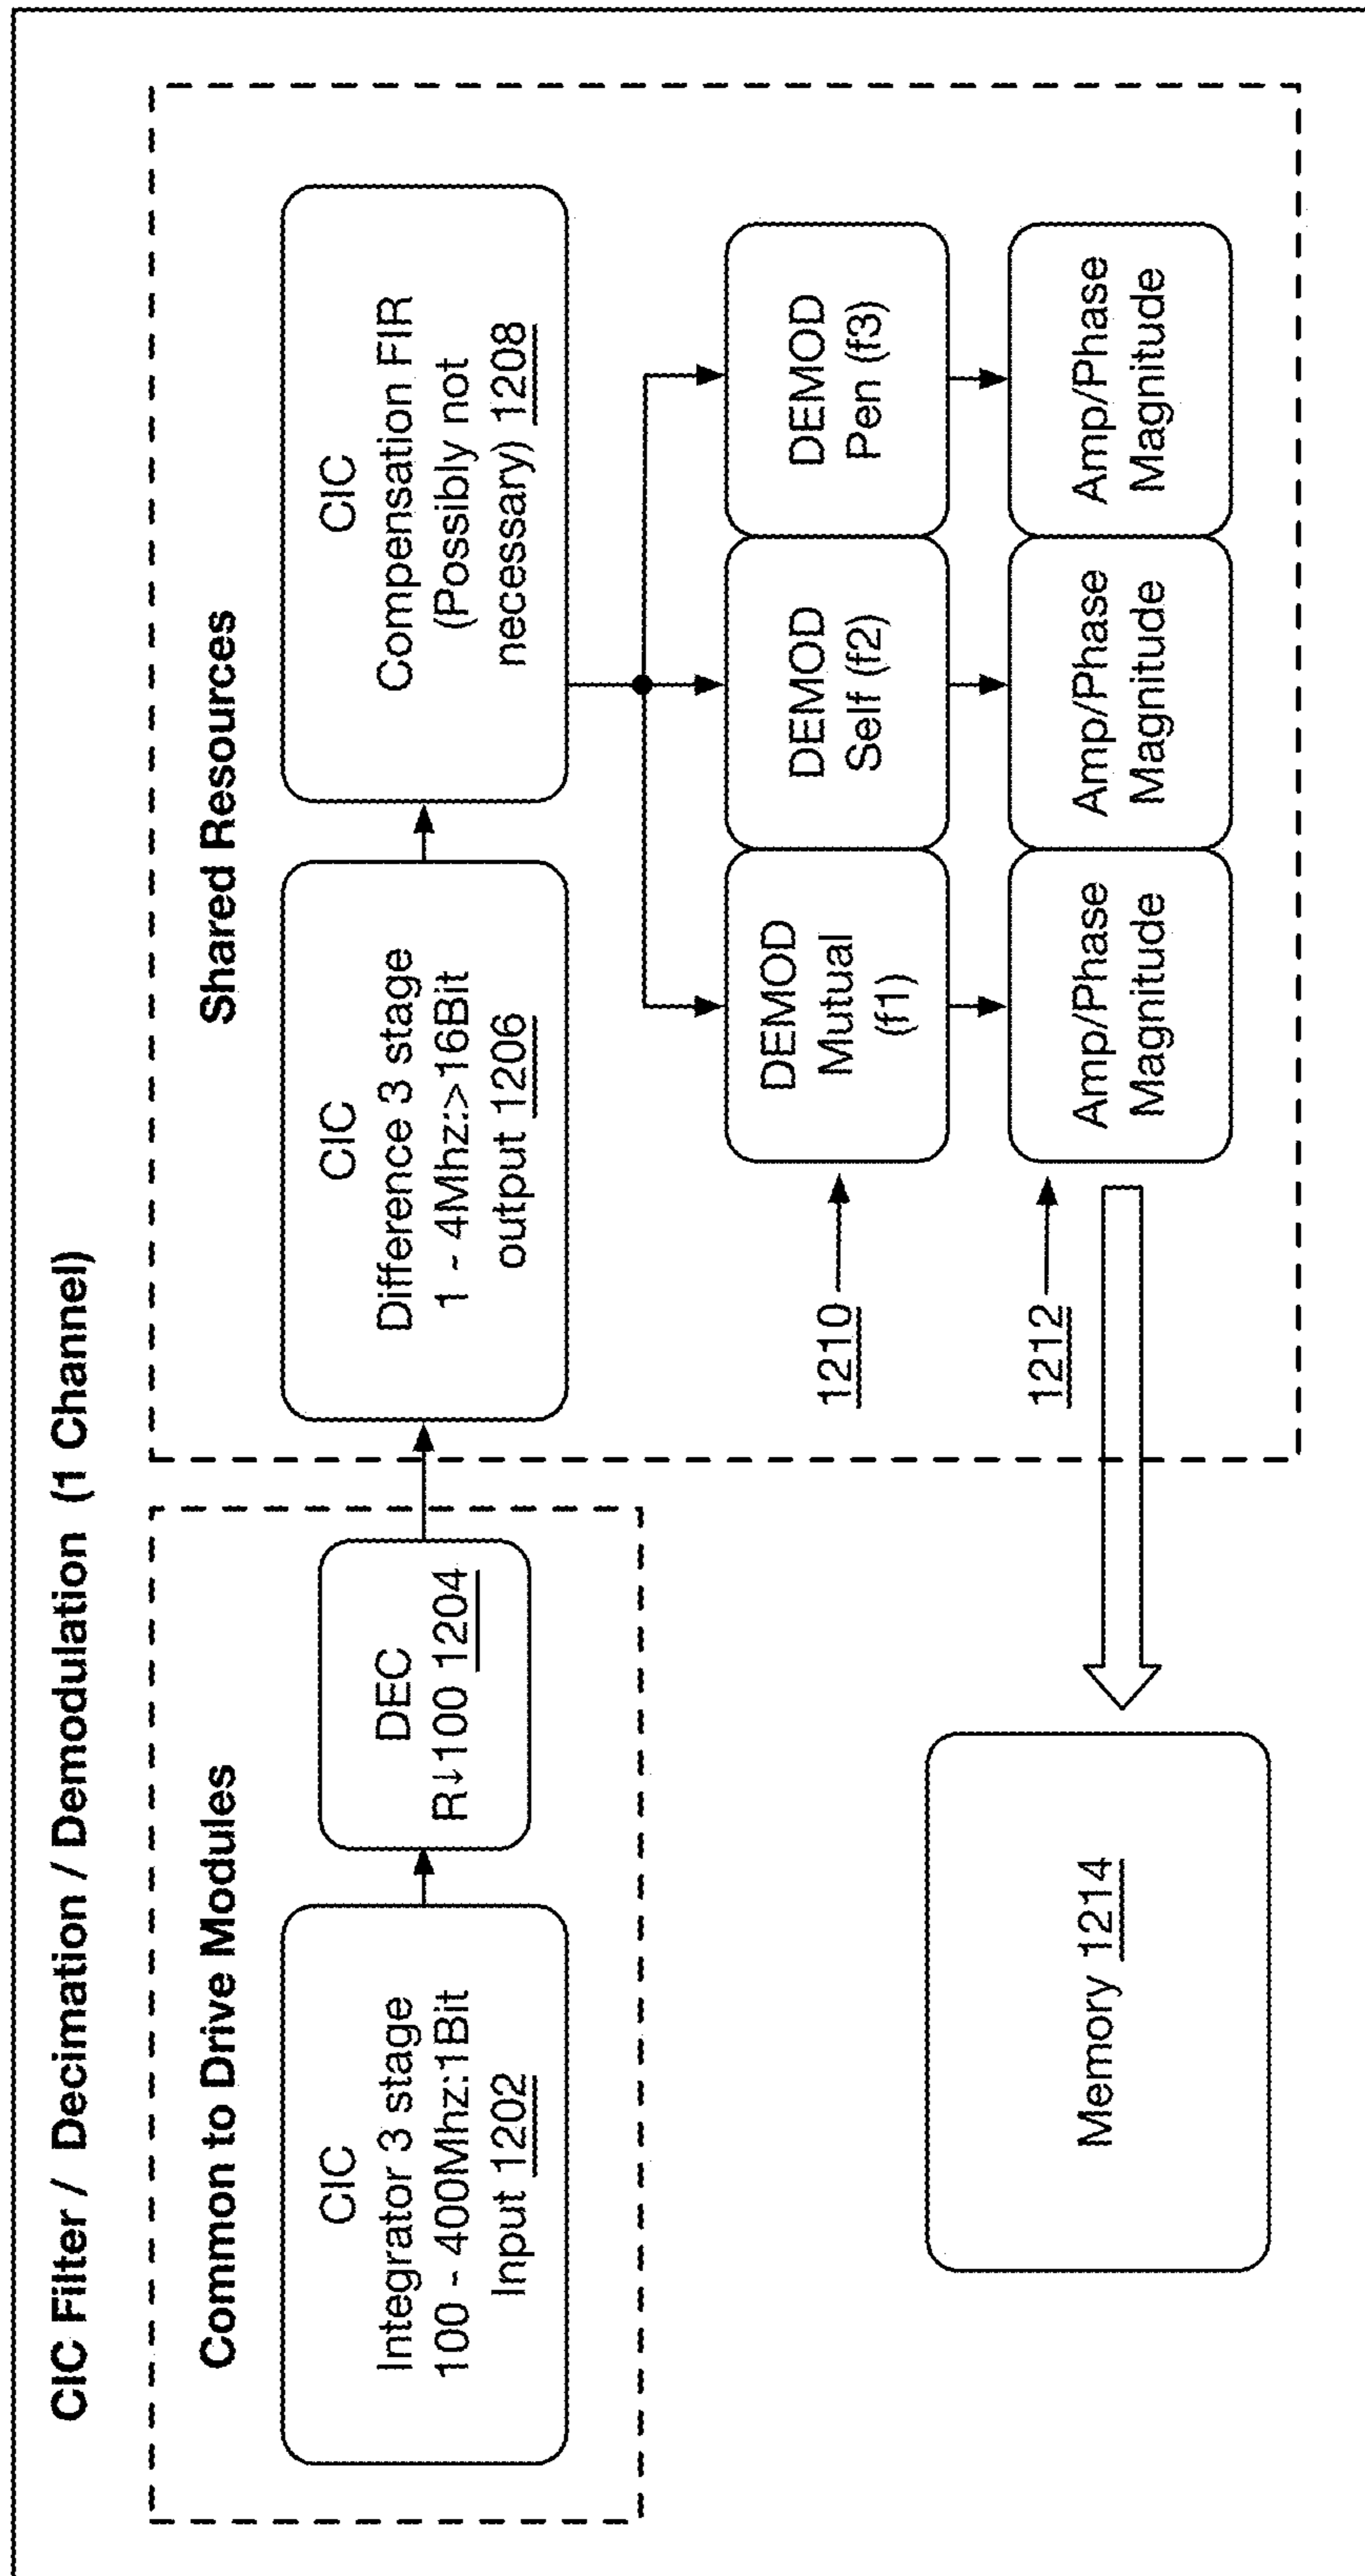 CIC Filter / Decimation / Demodulation (1 Channel)
Common to Drive Modules
CIC
Integrator 3 stage
100 - 400Mhz:1Bit
Input 1202
DEC
R↓100 1204
Shared Resources
CIC
Difference 3 stage
1 - 4Mhz:>16Bit
output 1206
CIC
Compensation FIR
(Possibly not
necessary) 1208
1210
DEMOD
Mutual
(f1)
DEMOD
Self (f2)
DEMOD
Pen (f3)
1212
Amp/Phase
Magnitude
Amp/Phase
Magnitude
Amp/Phase
Magnitude
Memory 1214